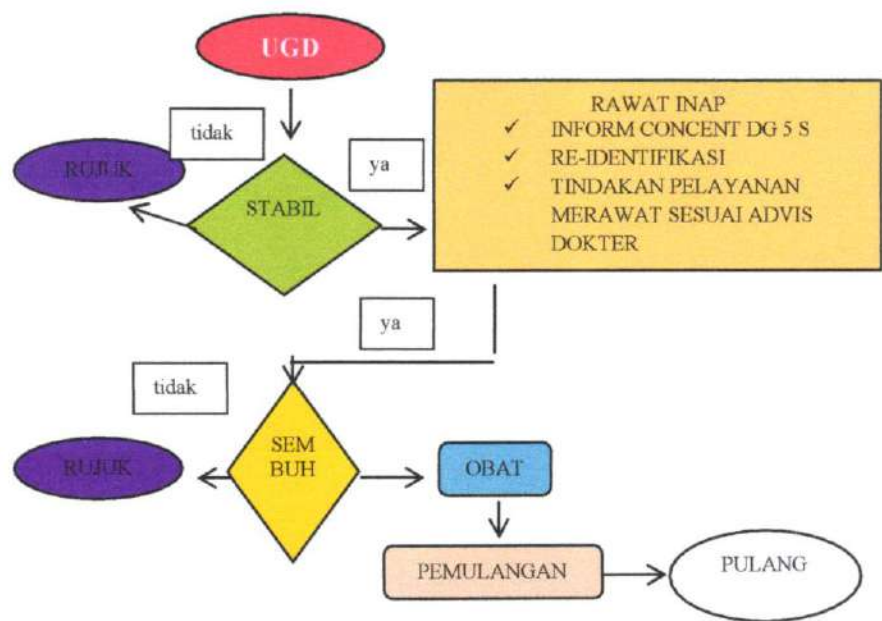 UGD
tidak
RUJUK
STABIL
ya
RAWAT INAP
✓ INFORM CONCENT DG 5 S
✓ RE-IDENTIFIKASI
✓ TINDAKAN PELAYANAN
MERAWAT SESUAI ADVIS
DOKTER
ya
tidak
RUJUK
SEM
BUH
OBAT
PEMULANGAN
PULANG